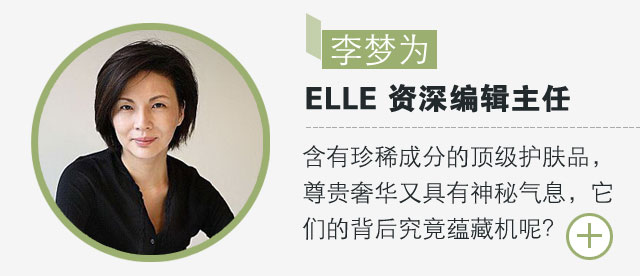 李梦为
ELLE 资深编辑主任
含有珍稀成分的顶级护肤品，
尊贵奢华又具有神秘气息，它
们的背后究竟蕴藏机呢？